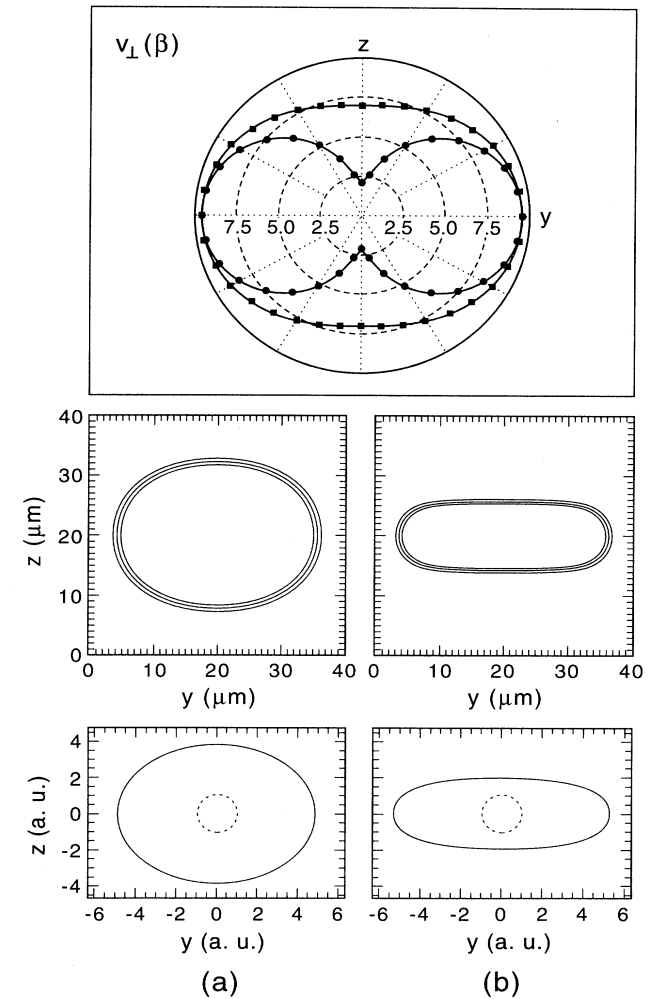 v⊥(β)
z
7.5 5.0 2.5 2.5 5.0 7.5 y
40
30
20
10
0
z (μm)
0 10 20 30 40
0 10 20 30 40
y (μm)
y (μm)
4
2
0
-2
-4
z (a. u.)
-6 -4 -2 0 2 4 6
-6 -4 -2 0 2 4 6
y (a. u.)
y (a. u.)
(a)
(b)